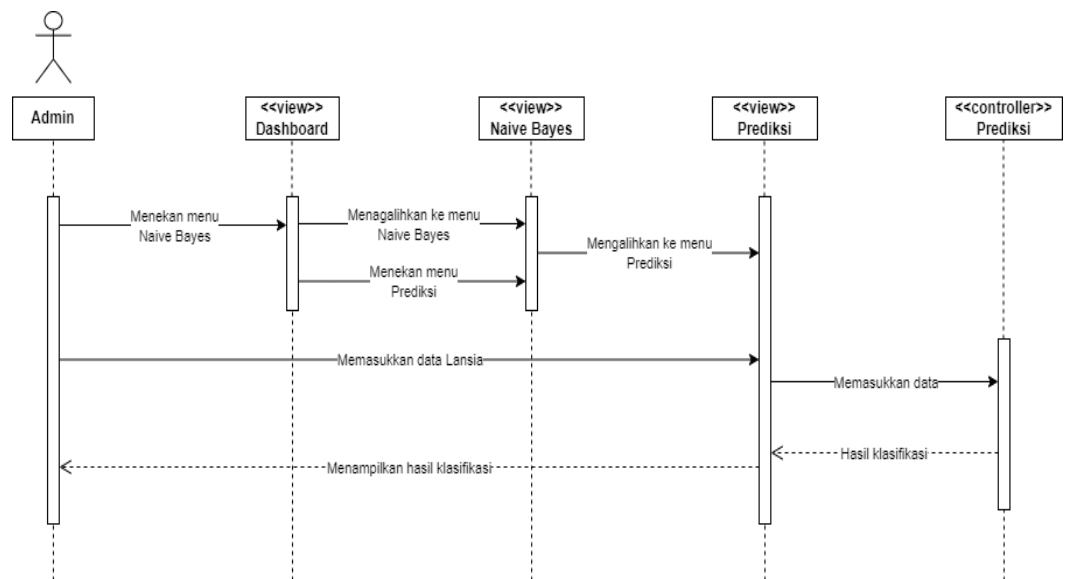 Admin
<<view>>
Dashboard
<<view>>
Naive Bayes
<<view>>
Prediksi
<<controller>>
Prediksi
Menekan menu
Naive Bayes
Menagalihkan ke menu
Naive Bayes
Mengalihkan ke menu
Prediksi
Menekan menu
Prediksi
Memasukkan data Lansia
Memasukkan data
Hasil klasifikasi
Menampilkan hasil klasifikasi